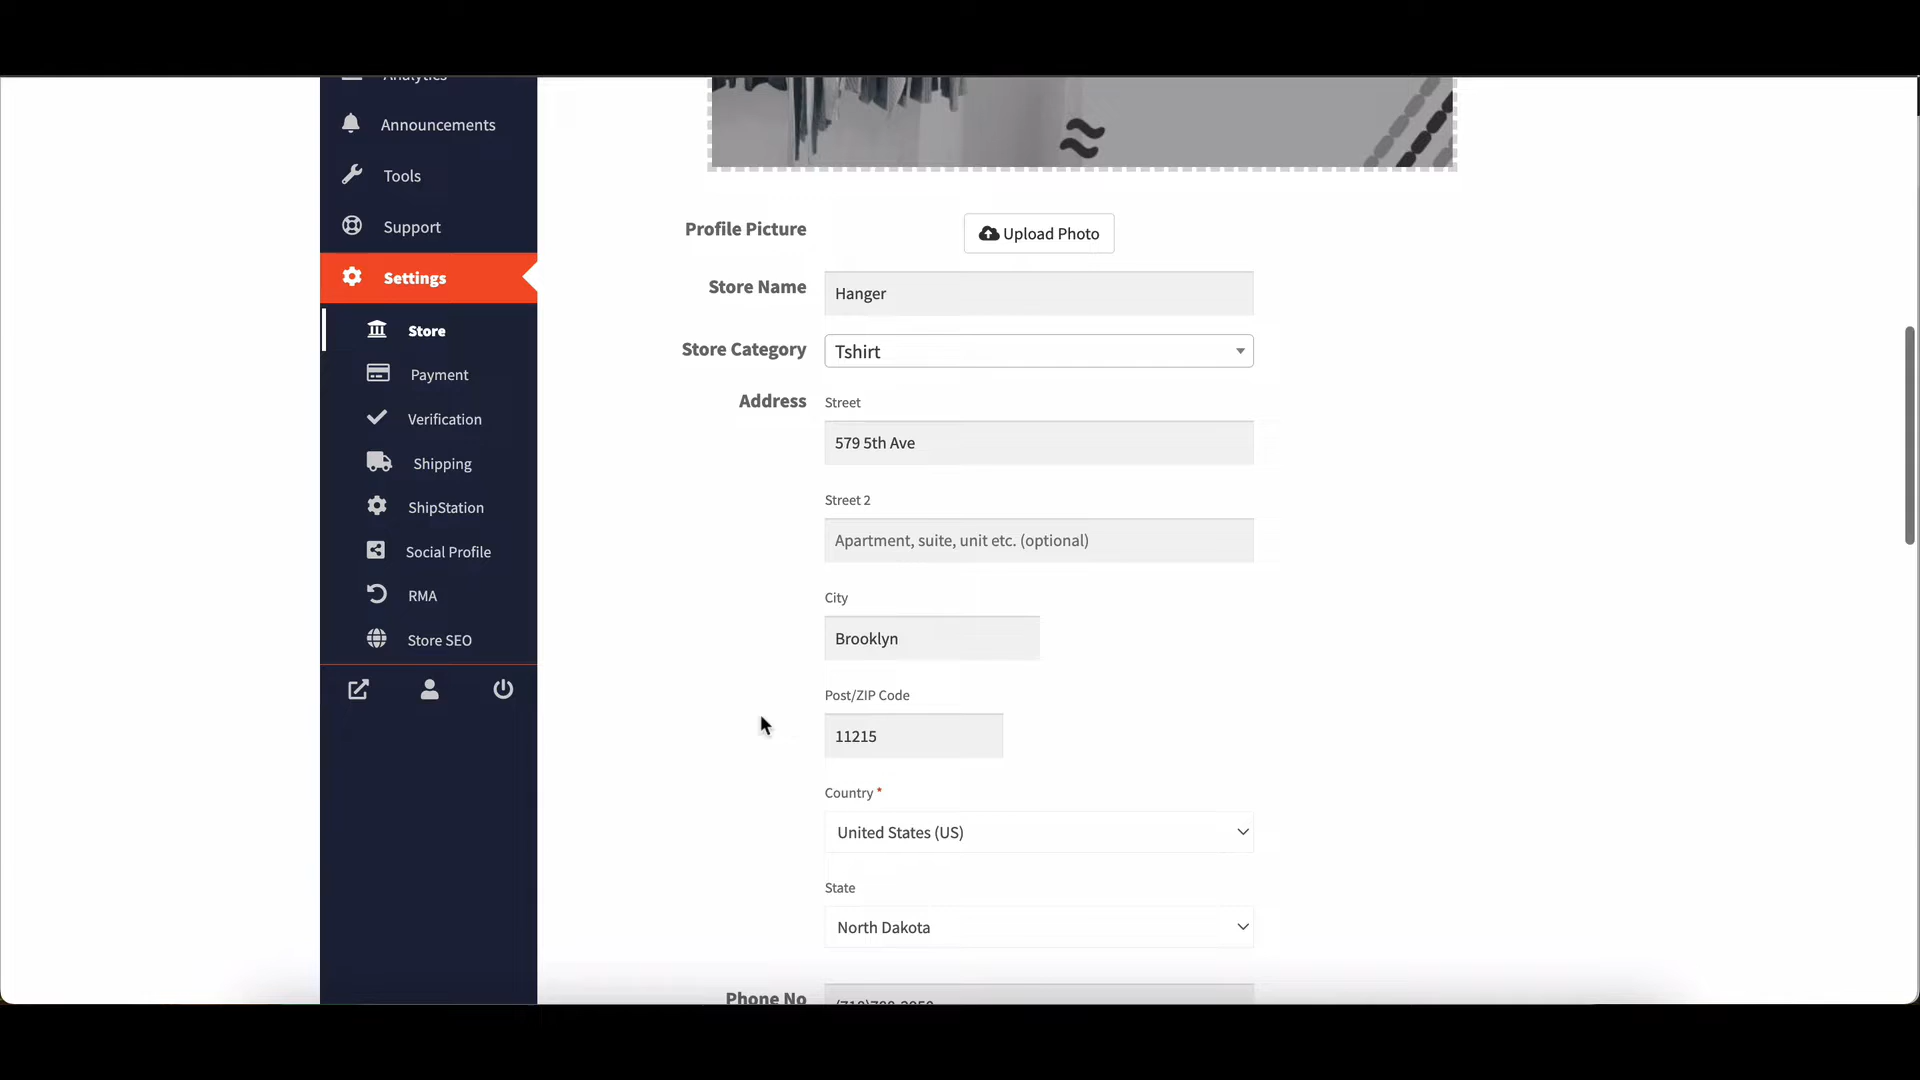 Analytics
Announcements
Tools
Support
Settings
Store
Payment
Verification
Shipping
ShipStation
Social Profile
RMA
Store SEO
Profile Picture
Upload Photo
Store Name
Hanger
Store Category
Tshirt
Address
Street
579 5th Ave
Street 2
Apartment, suite, unit etc. (optional)
City
Brooklyn
Post/ZIP Code
11215
Country *
United States (US)
State
North Dakota
Phone No